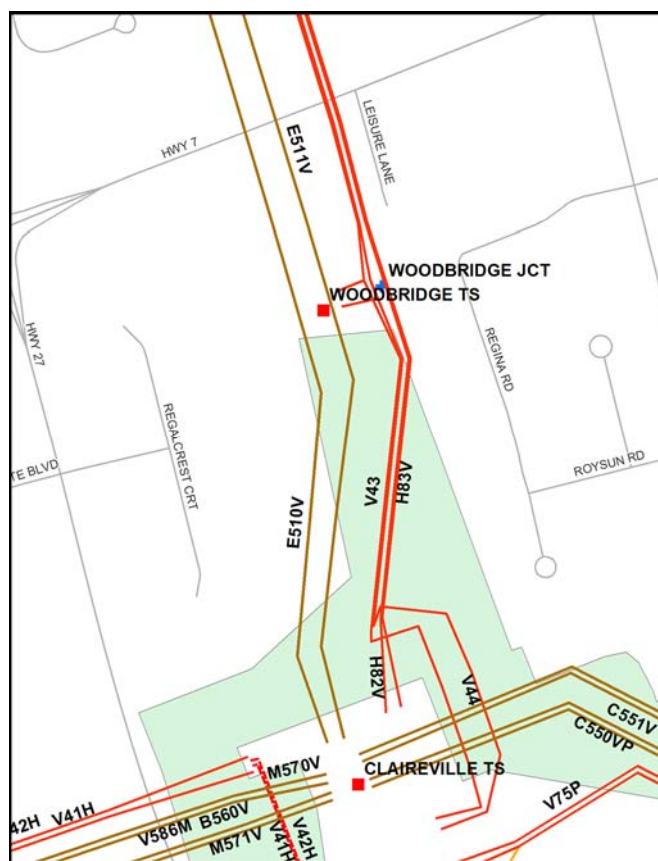 HWY 7
LEISURE LANE
E511V
WOODBRIDGE JCT
WOODBRIDGE TS
HWY 27
REGINA RD
REGALCREST CRT
TE BLVD
ROYSUN RD
V43
H83V
E510V
H82V
V44
C551V
C550VP
M570V
CLAIREVILLE TS
V75P
42H
V41H
V586M
B560V
M571V
V41H
V42H